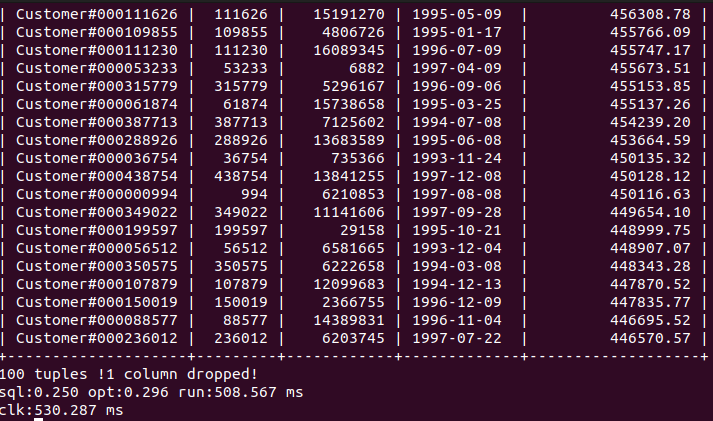 | Customer#000111626 |  111626 |   15191270 | 1995-05-09  |          456308.78 |
| Customer#000109855 |  109855 |    4806726 | 1995-01-17  |          455766.09 |
| Customer#000111230 |  111230 |   16089345 | 1996-07-09  |          455747.17 |
| Customer#000053233 |   53233 |       6882 | 1997-04-09  |          455673.51 |
| Customer#000315779 |  315779 |    5296167 | 1996-09-06  |          455153.85 |
| Customer#000061874 |   61874 |   15738658 | 1995-03-25  |          455137.26 |
| Customer#000387713 |  387713 |    7125602 | 1994-07-08  |          454239.20 |
| Customer#000288926 |  288926 |   13683589 | 1995-06-08  |          453664.59 |
| Customer#000036754 |   36754 |     735366 | 1993-11-24  |          450135.32 |
| Customer#000438754 |  438754 |   13841255 | 1997-12-08  |          450128.12 |
| Customer#000000994 |     994 |    6210853 | 1997-08-08  |          450116.63 |
| Customer#000349022 |  349022 |   11141606 | 1997-09-28  |          449654.10 |
| Customer#000199597 |  199597 |      29158 | 1995-10-21  |          448999.75 |
| Customer#000056512 |   56512 |    6581665 | 1993-12-04  |          448907.07 |
| Customer#000350575 |  350575 |    6222658 | 1994-03-08  |          448343.28 |
| Customer#000107879 |  107879 |   12099683 | 1994-12-13  |          447870.52 |
| Customer#000150019 |  150019 |    2366755 | 1996-12-09  |          447835.77 |
| Customer#000088577 |   88577 |   14389831 | 1996-11-04  |          446695.52 |
| Customer#000236012 |  236012 |    6203745 | 1997-07-22  |          446570.57 |
+--------------------+---------+------------+-------------+--------------------+
100 tuples !1 column dropped!
sql:0.250 opt:0.296 run:508.567 ms
clk:530.287 ms